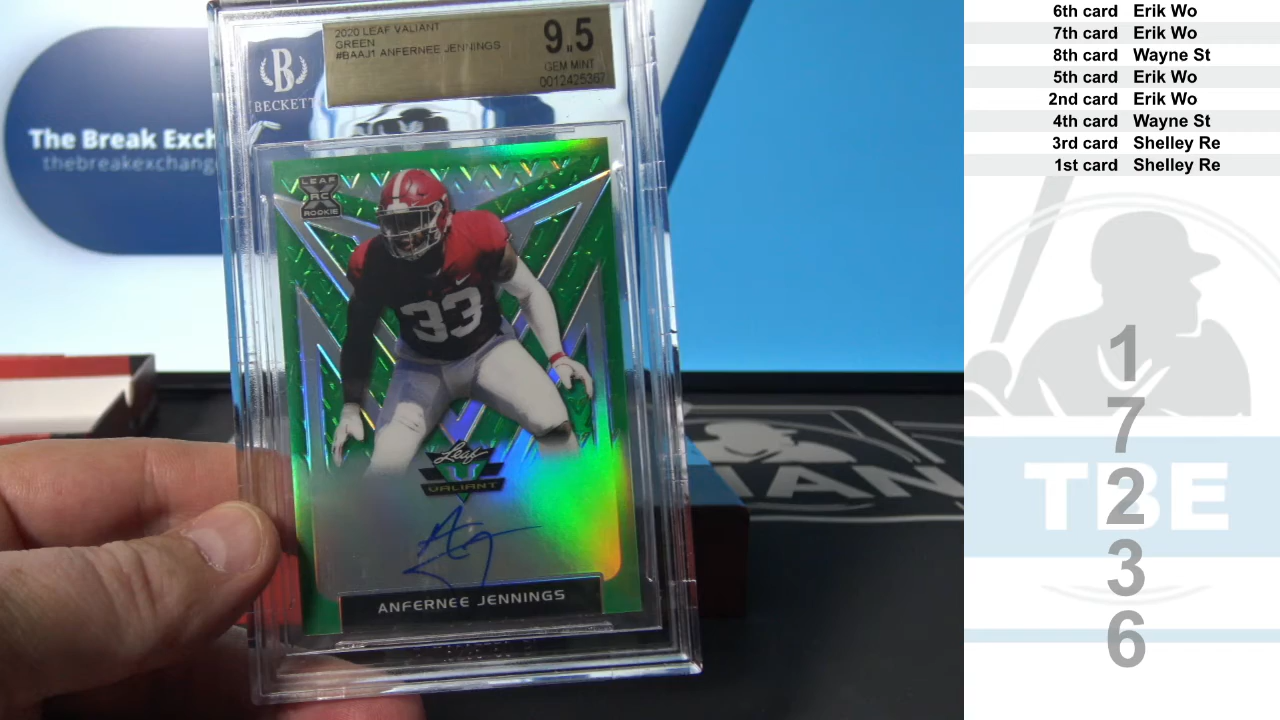 6th card Erik Wo
7th card Erik Wo
8th card Wayne St
5th card Erik Wo
2nd card Erik Wo
4th card Wayne St
3rd card Shelley Re
1st card Shelley Re
1
7
2
3
6
TBE
The Break Exch
thebreakexchang
B
BECKETT
2020 LEAF VALIANT
GREEN
#BAAJ1 ANFERNEE JENNINGS
9.5
GEM MINT
0012425367
LEAF
RC
ROOKIE
33
Leaf
VALIANT
ANFERNEE JENNINGS